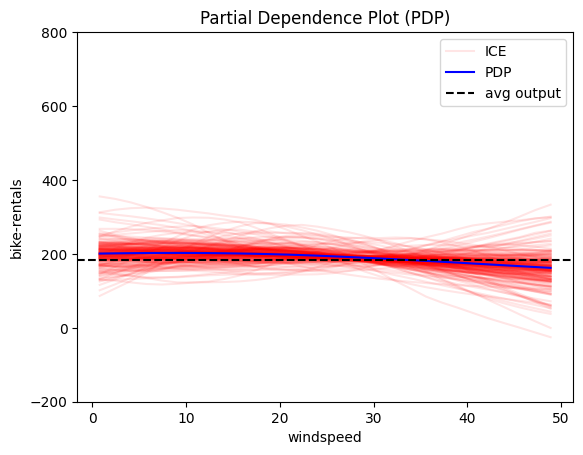 Partial Dependence Plot (PDP)
800
600
400
200
0
−200
bike-rentals
ICE
PDP
avg output
0 10 20 30 40 50
windspeed